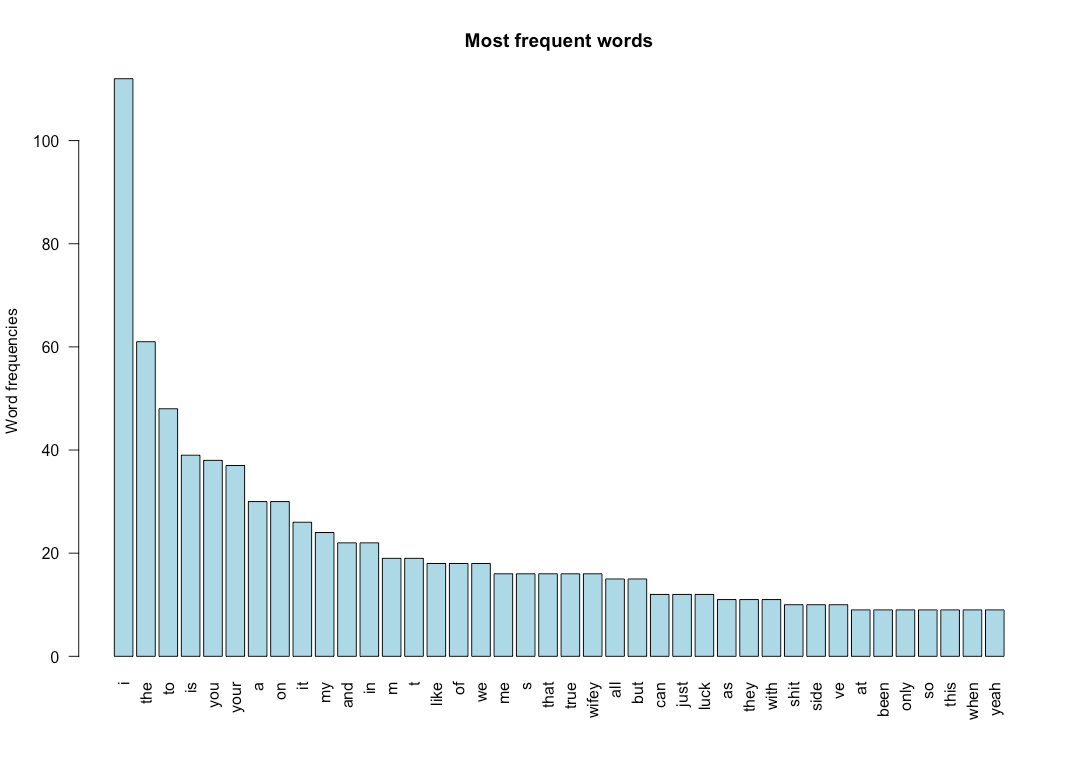 Most frequent words
Word frequencies
100
80
60
40
20
0
i
the
to
is
you
your
a
on
it
my
and
in
m
t
like
of
we
me
s
that
true
wifey
all
but
can
just
luck
as
they
with
shit
side
ve
at
been
only
so
this
when
yeah